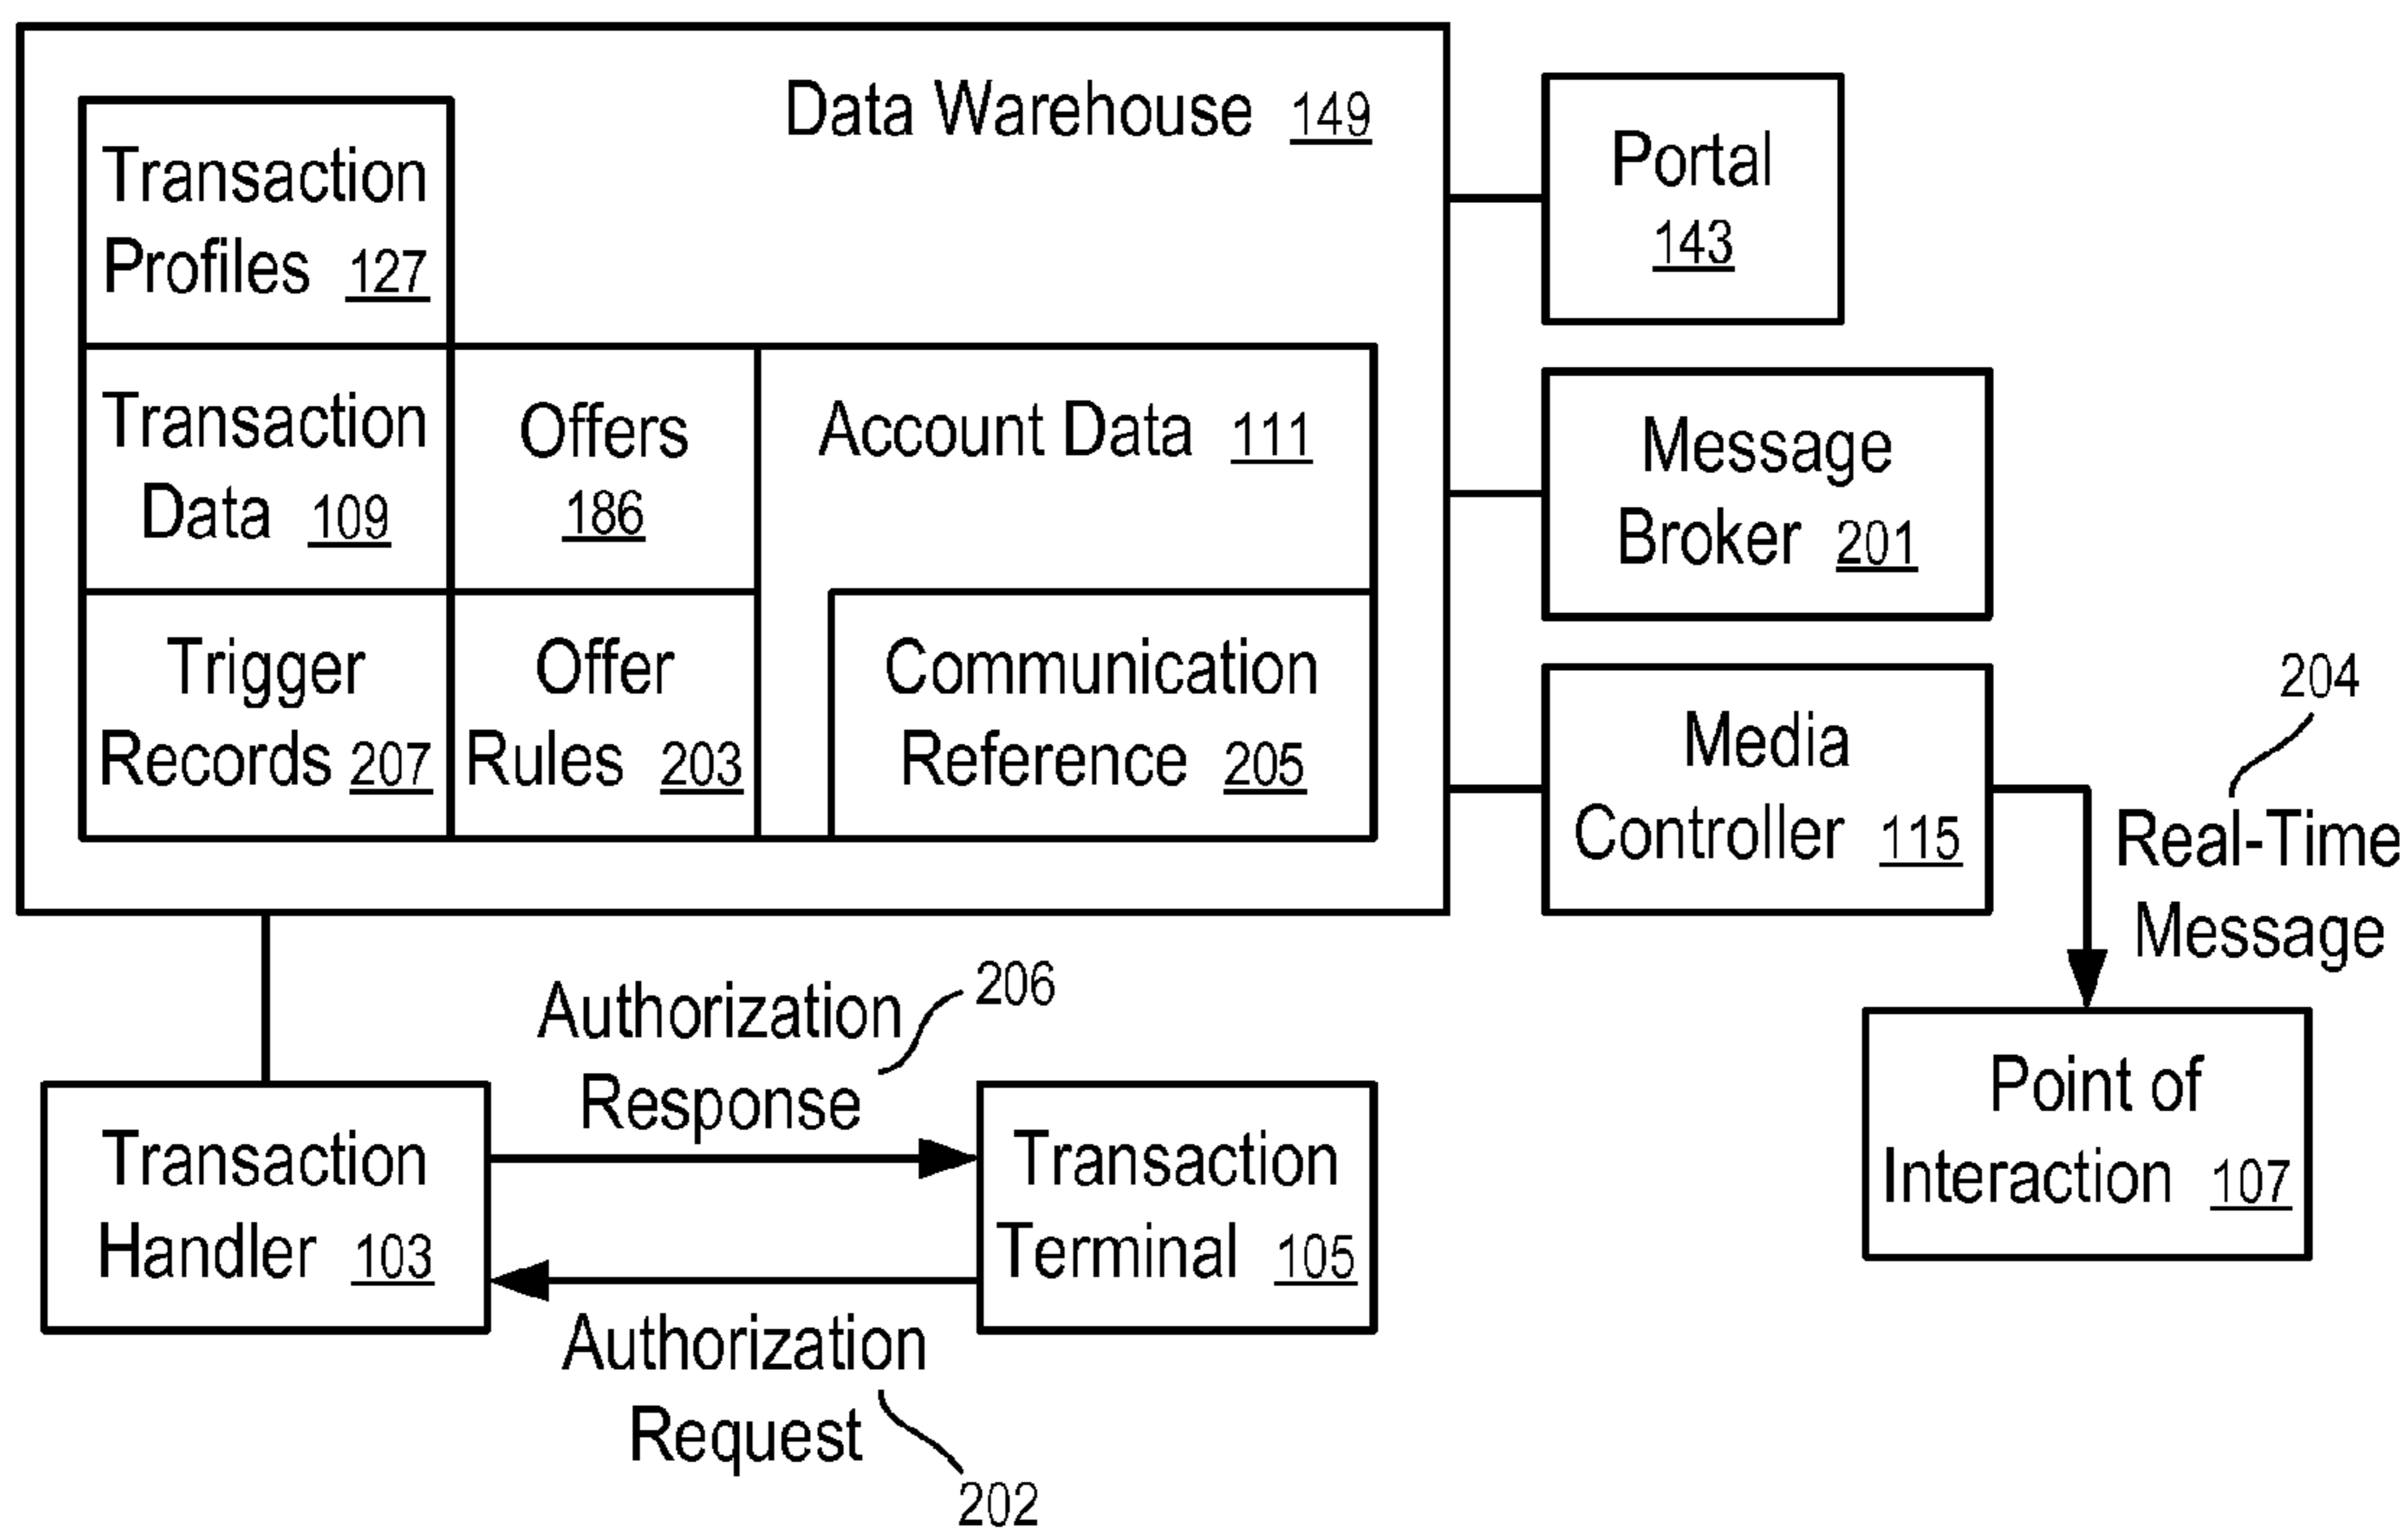 Data Warehouse 149
Transaction
Profiles 127
Transaction
Data 109
Offers
186
Account Data 111
Trigger
Records 207
Offer
Rules 203
Communication
Reference 205
Portal
143
Message
Broker 201
Media
Controller 115
204
Real-Time
Message
Point of
Interaction 107
Authorization
Response
206
Transaction
Handler 103
Transaction
Terminal 105
Authorization
Request
202